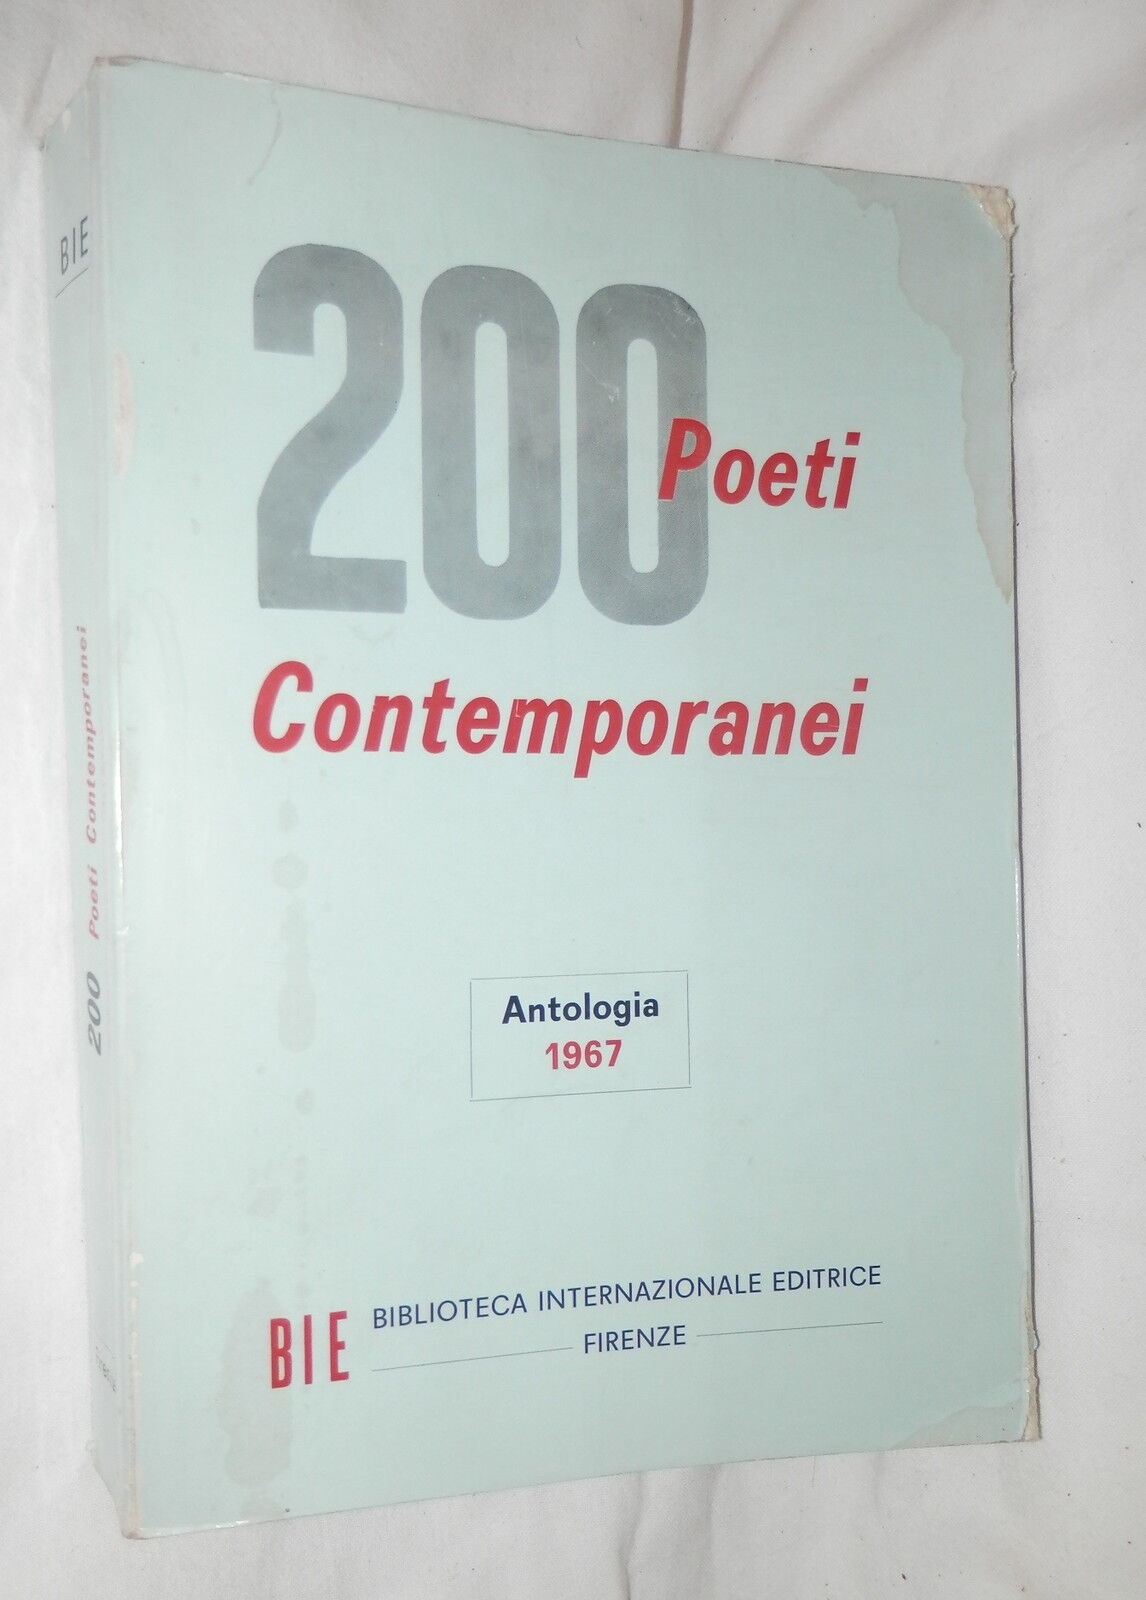 200 Poeti
Contemporanei
Antologia
1967
BIE BIBLIOTECA INTERNAZIONALE EDITRICE
FIRENZE
BIE
200 Poeti Contemporanei